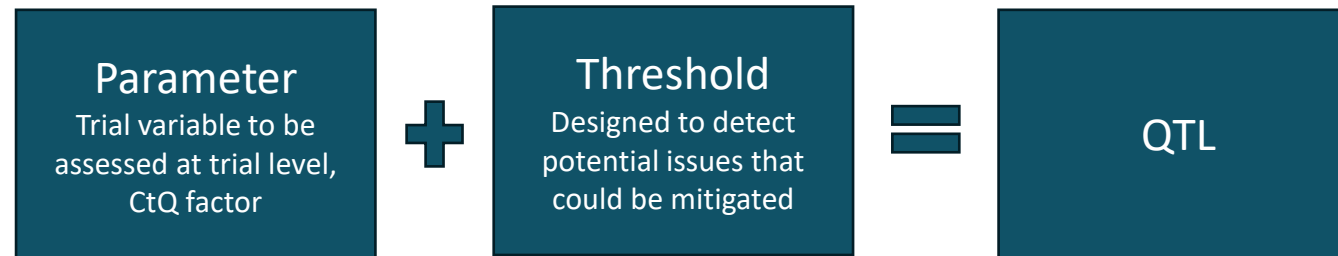 Parameter
Trial variable to be
assessed at trial level,
CtQ factor
Threshold
Designed to detect
potential issues that
could be mitigated
QTL